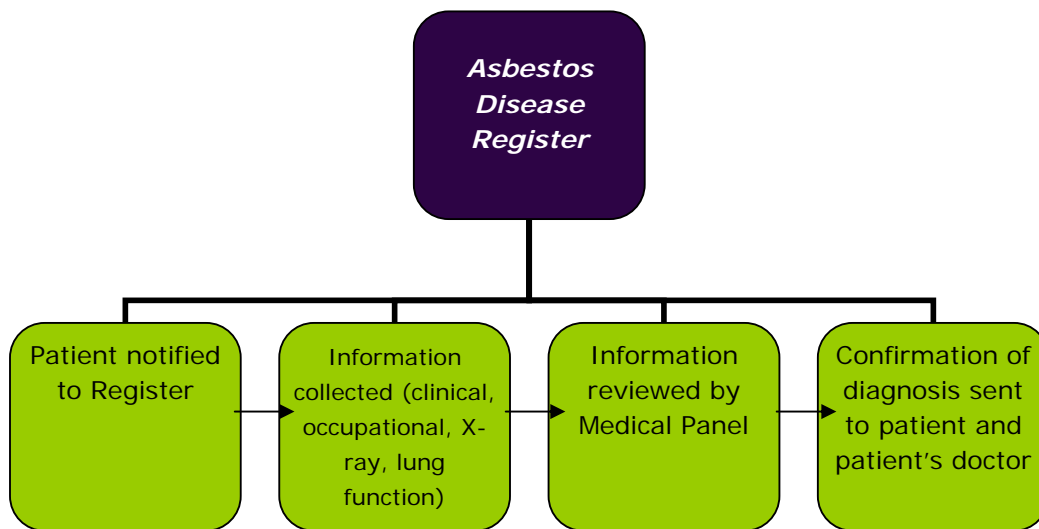 Asbestos
Disease
Register
Patient notified
to Register
Information
collected (clinical,
occupational, X-
ray, lung
function)
Information
reviewed by
Medical Panel
Confirmation of
diagnosis sent
to patient and
patient's doctor